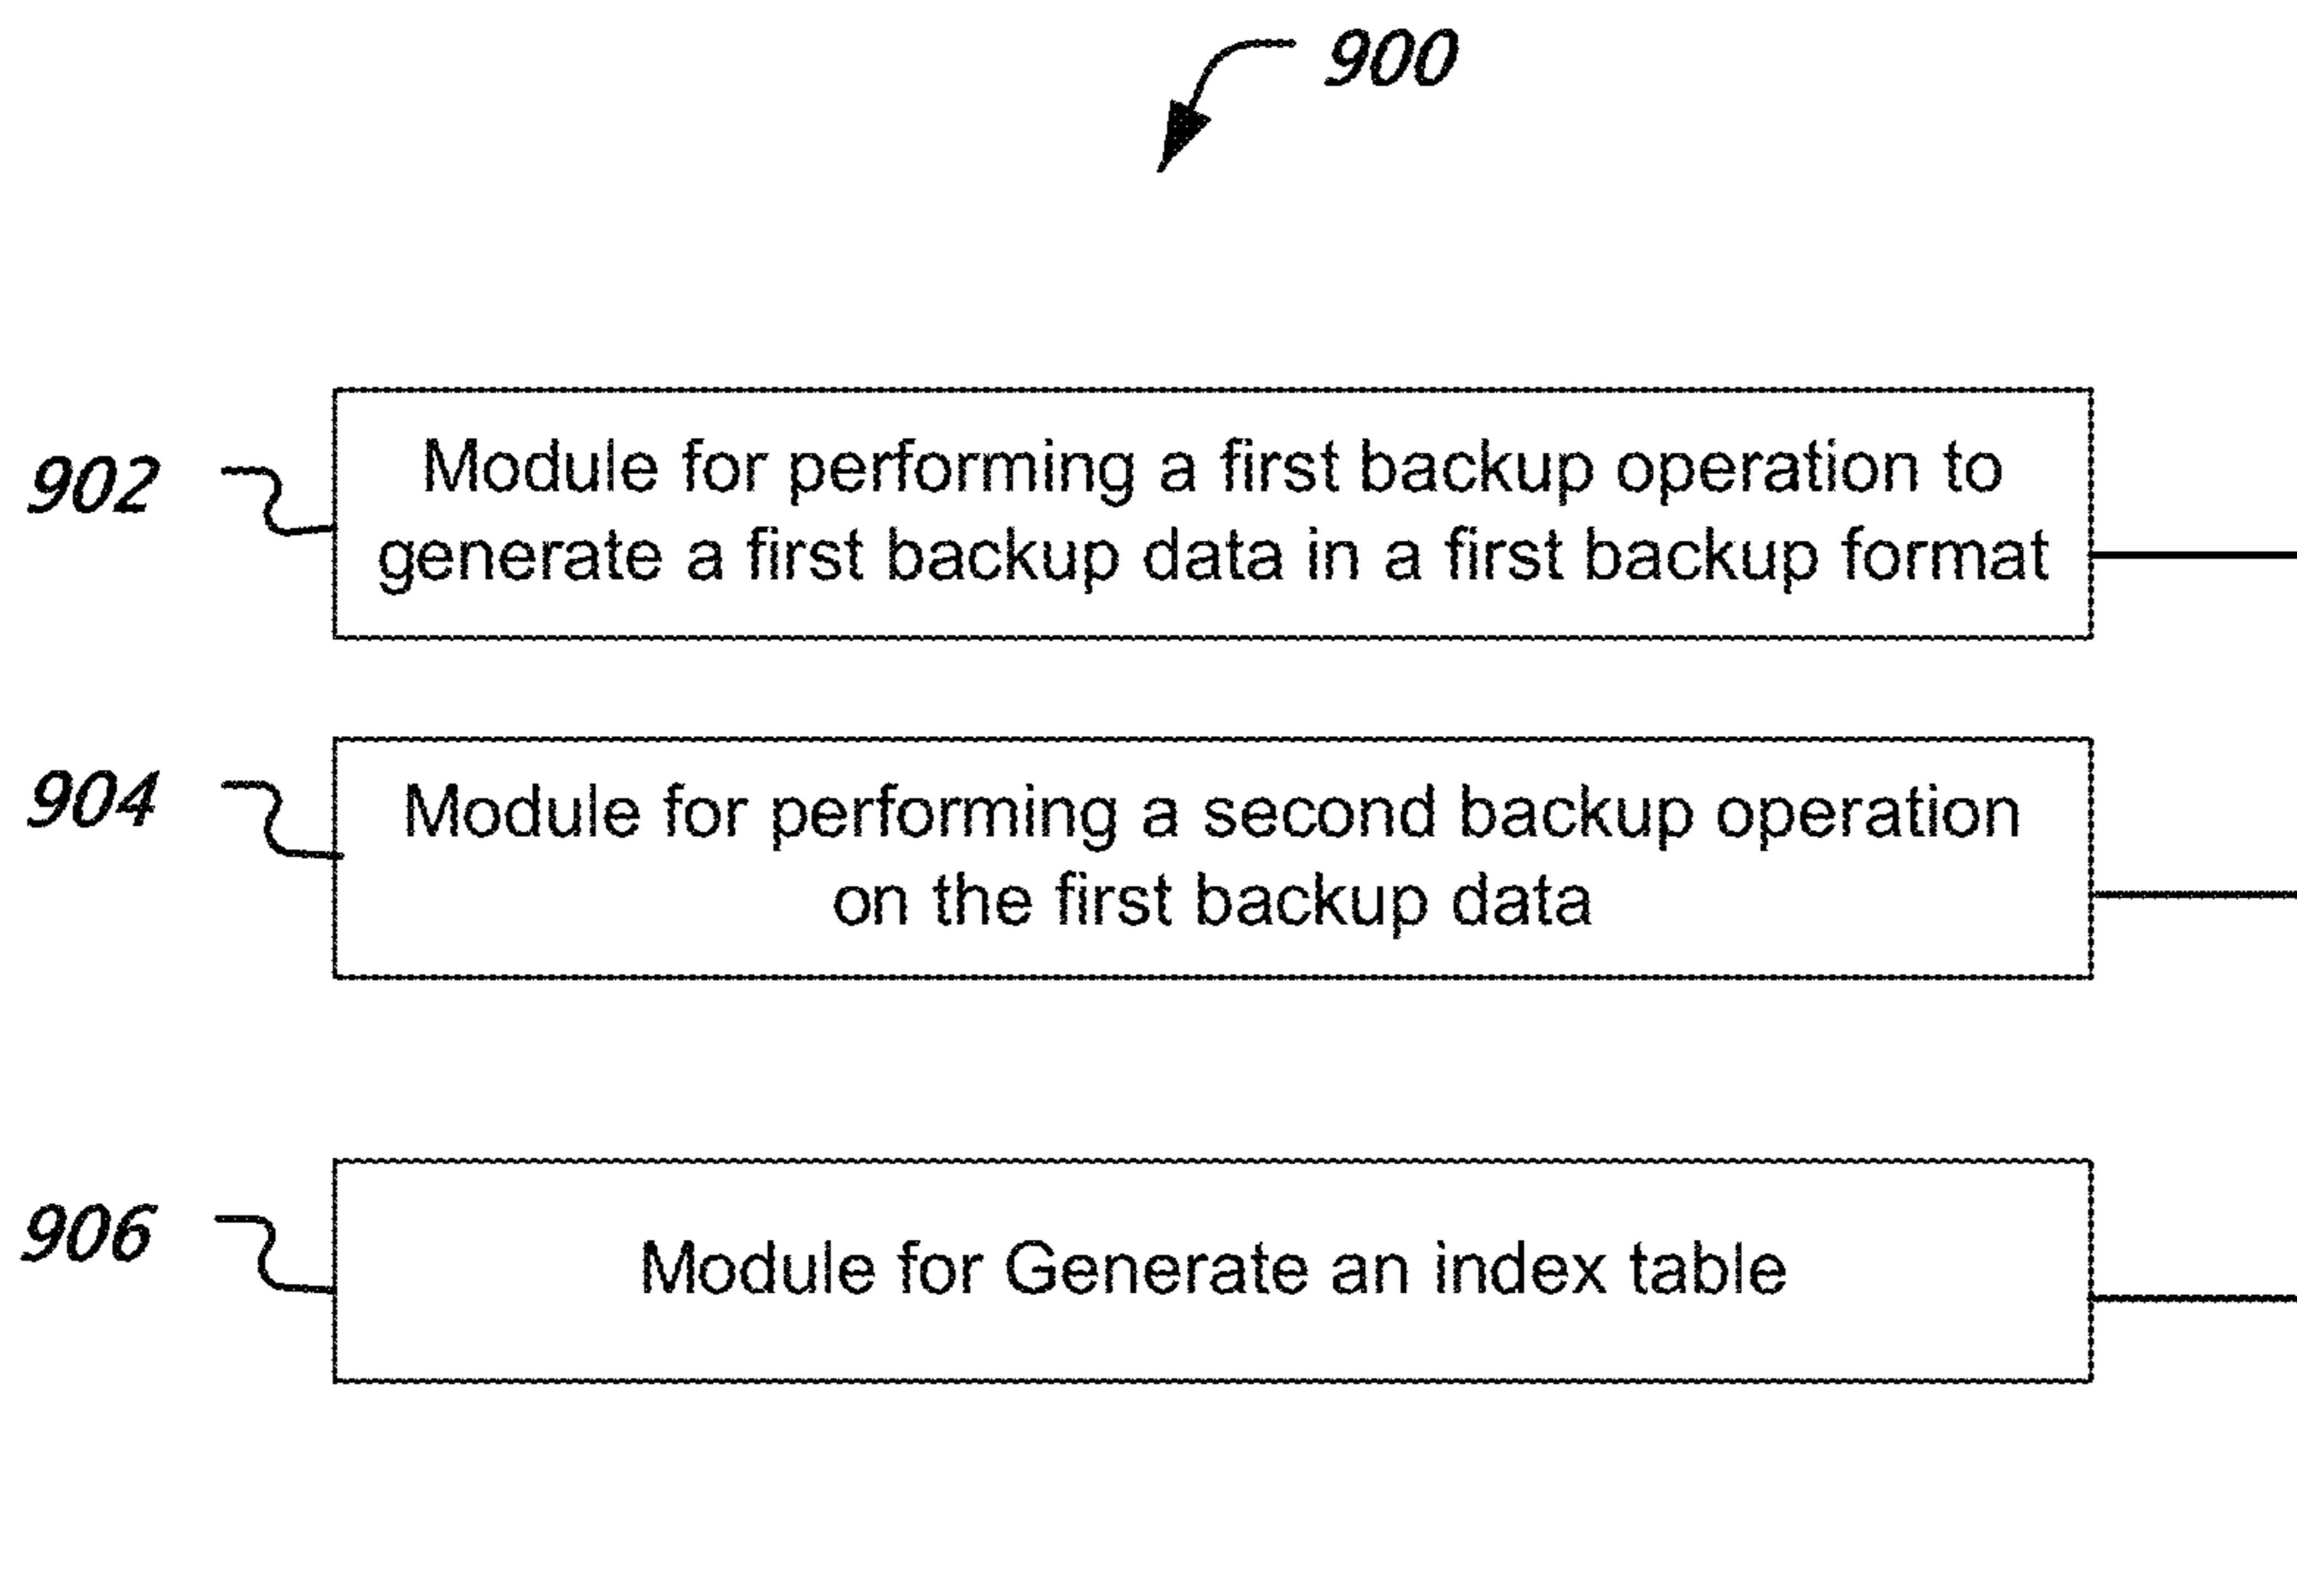 900
902
Module for performing a first backup operation to
generate a first backup data in a first backup format
904
Module for performing a second backup operation
on the first backup data
906
Module for Generate an index table